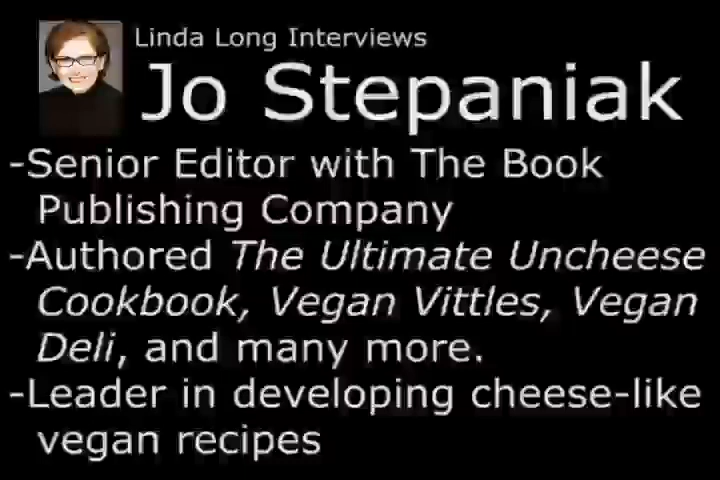 Linda Long Interviews
Jo Stepaniak
-Senior Editor with The Book
Publishing Company
-Authored The Ultimate Uncheese
Cookbook, Vegan Vittles, Vegan
Deli, and many more.
-Leader in developing cheese-like
vegan recipes